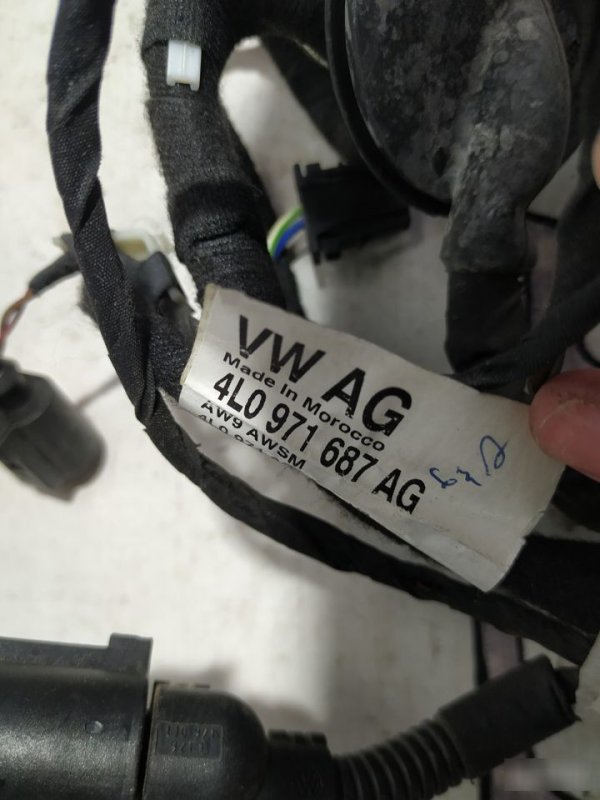 VW AG
Made In Morocco
4L0 971 687 AG
AW9 AWSM